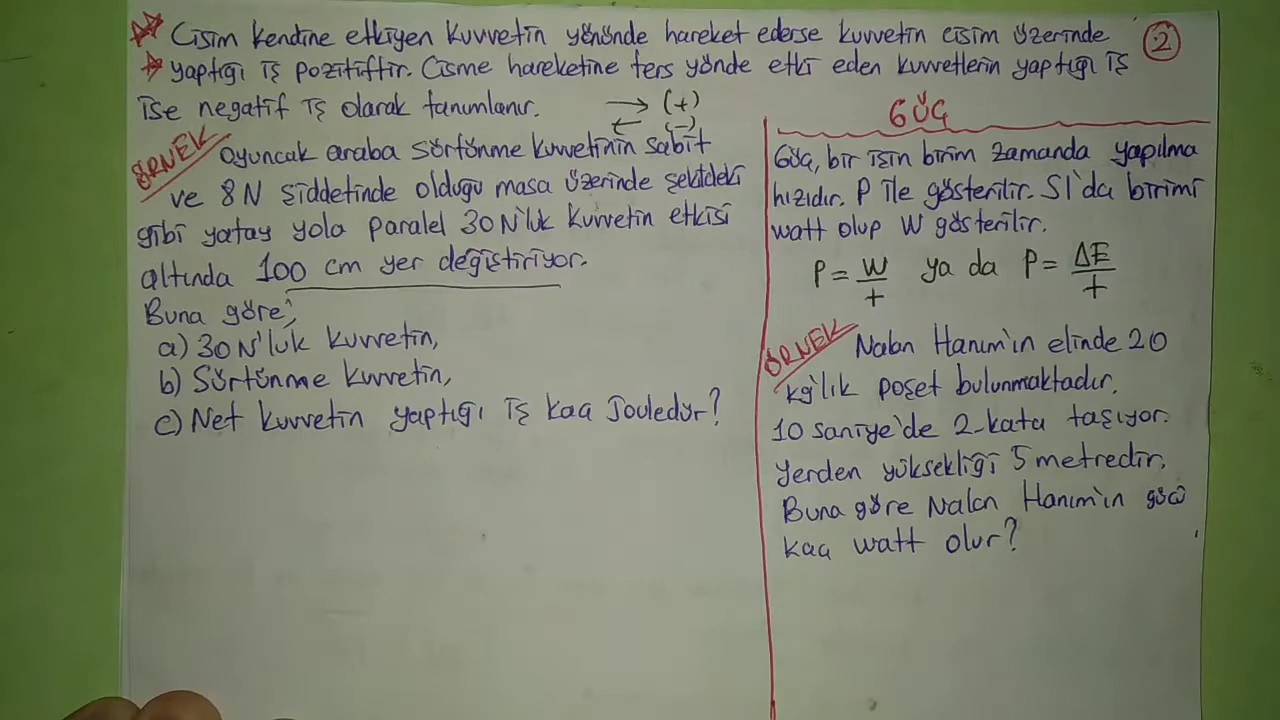 Cisim kendine etkiyen kuvvetin yönünde hareket ederse kuvvetin cisim üzerinde
2
yaptığı iş pozitiftir. Cisme hareketine ters yönde etki eden kuvvetlerin yaptığı iş
ise negatif iş olarak tanımlanır. → (+)
← (-)
ÖRNEK
Oyuncak araba sürtünme kuvvetinin sabit
ve 8N şiddetinde olduğu masa üzerinde şekildeki
gibi yatay yola paralel 30N'luk kuvvetin etkisi
altında 100 cm yer değiştiriyor.
Buna göre;
a) 30N'luk kuvvetin,
b) Sürtünme kuvvetin,
c) Net kuvvetin yaptığı iş kaç Jouledur?
GÜÇ
Güç, bir işin birim zamanda yapılma
hızıdır. P ile gösterilir. SI'da birimi
watt olup W gösterilir.
P = W/t ya da P = ΔE/t
ÖRNEK
Nalan Hanım'ın elinde 20
kg'lık poşet bulunmaktadır.
10 saniye'de 2.kata taşıyor.
Yerden yüksekliği 5 metredir.
Buna göre Nalan Hanım'ın gücü
kaç watt olur?